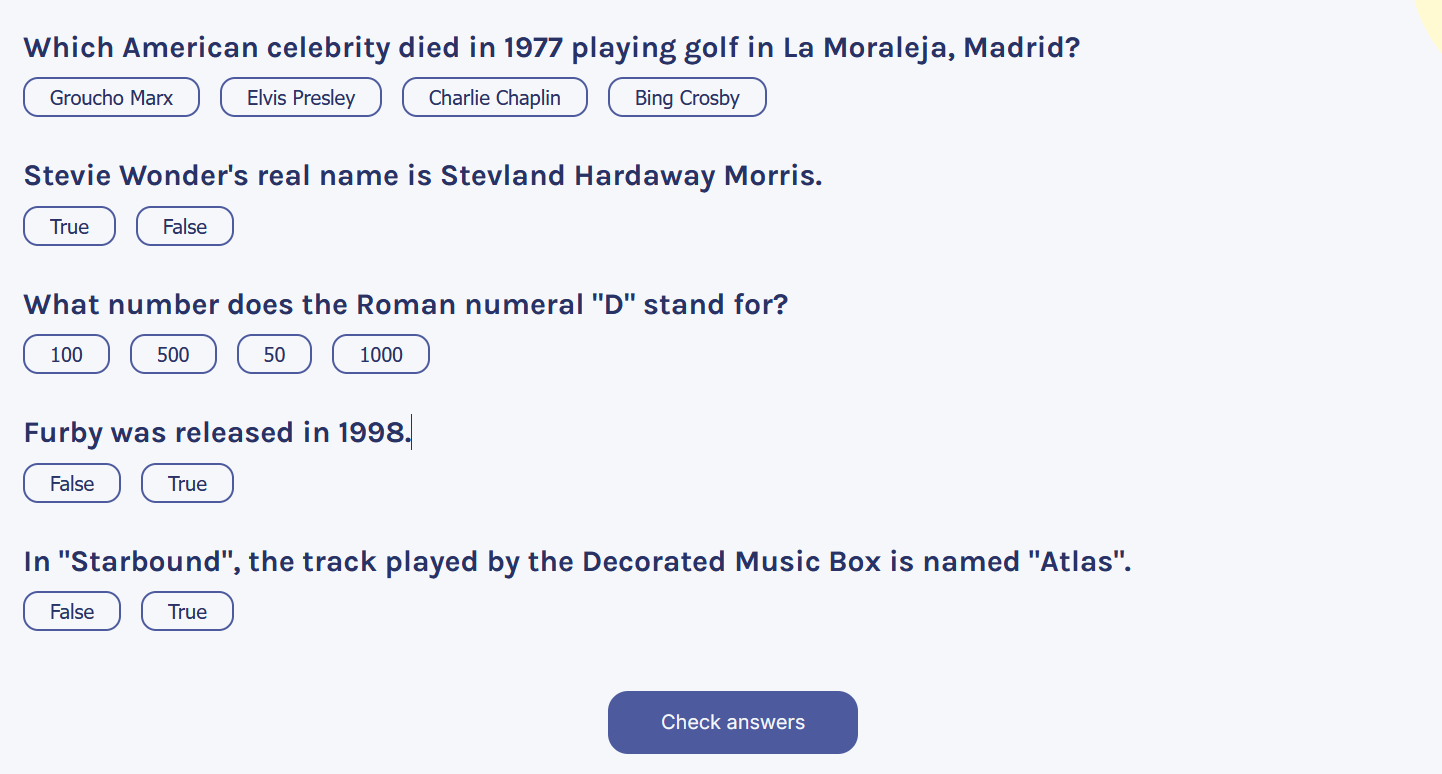 Which American celebrity died in 1977 playing golf in La Moraleja, Madrid?
Groucho Marx Elvis Presley Charlie Chaplin Bing Crosby
Stevie Wonder's real name is Stevland Hardaway Morris.
True False
What number does the Roman numeral "D" stand for?
100 500 50 1000
Furby was released in 1998.
False True
In "Starbound", the track played by the Decorated Music Box is named "Atlas".
False True
Check answers